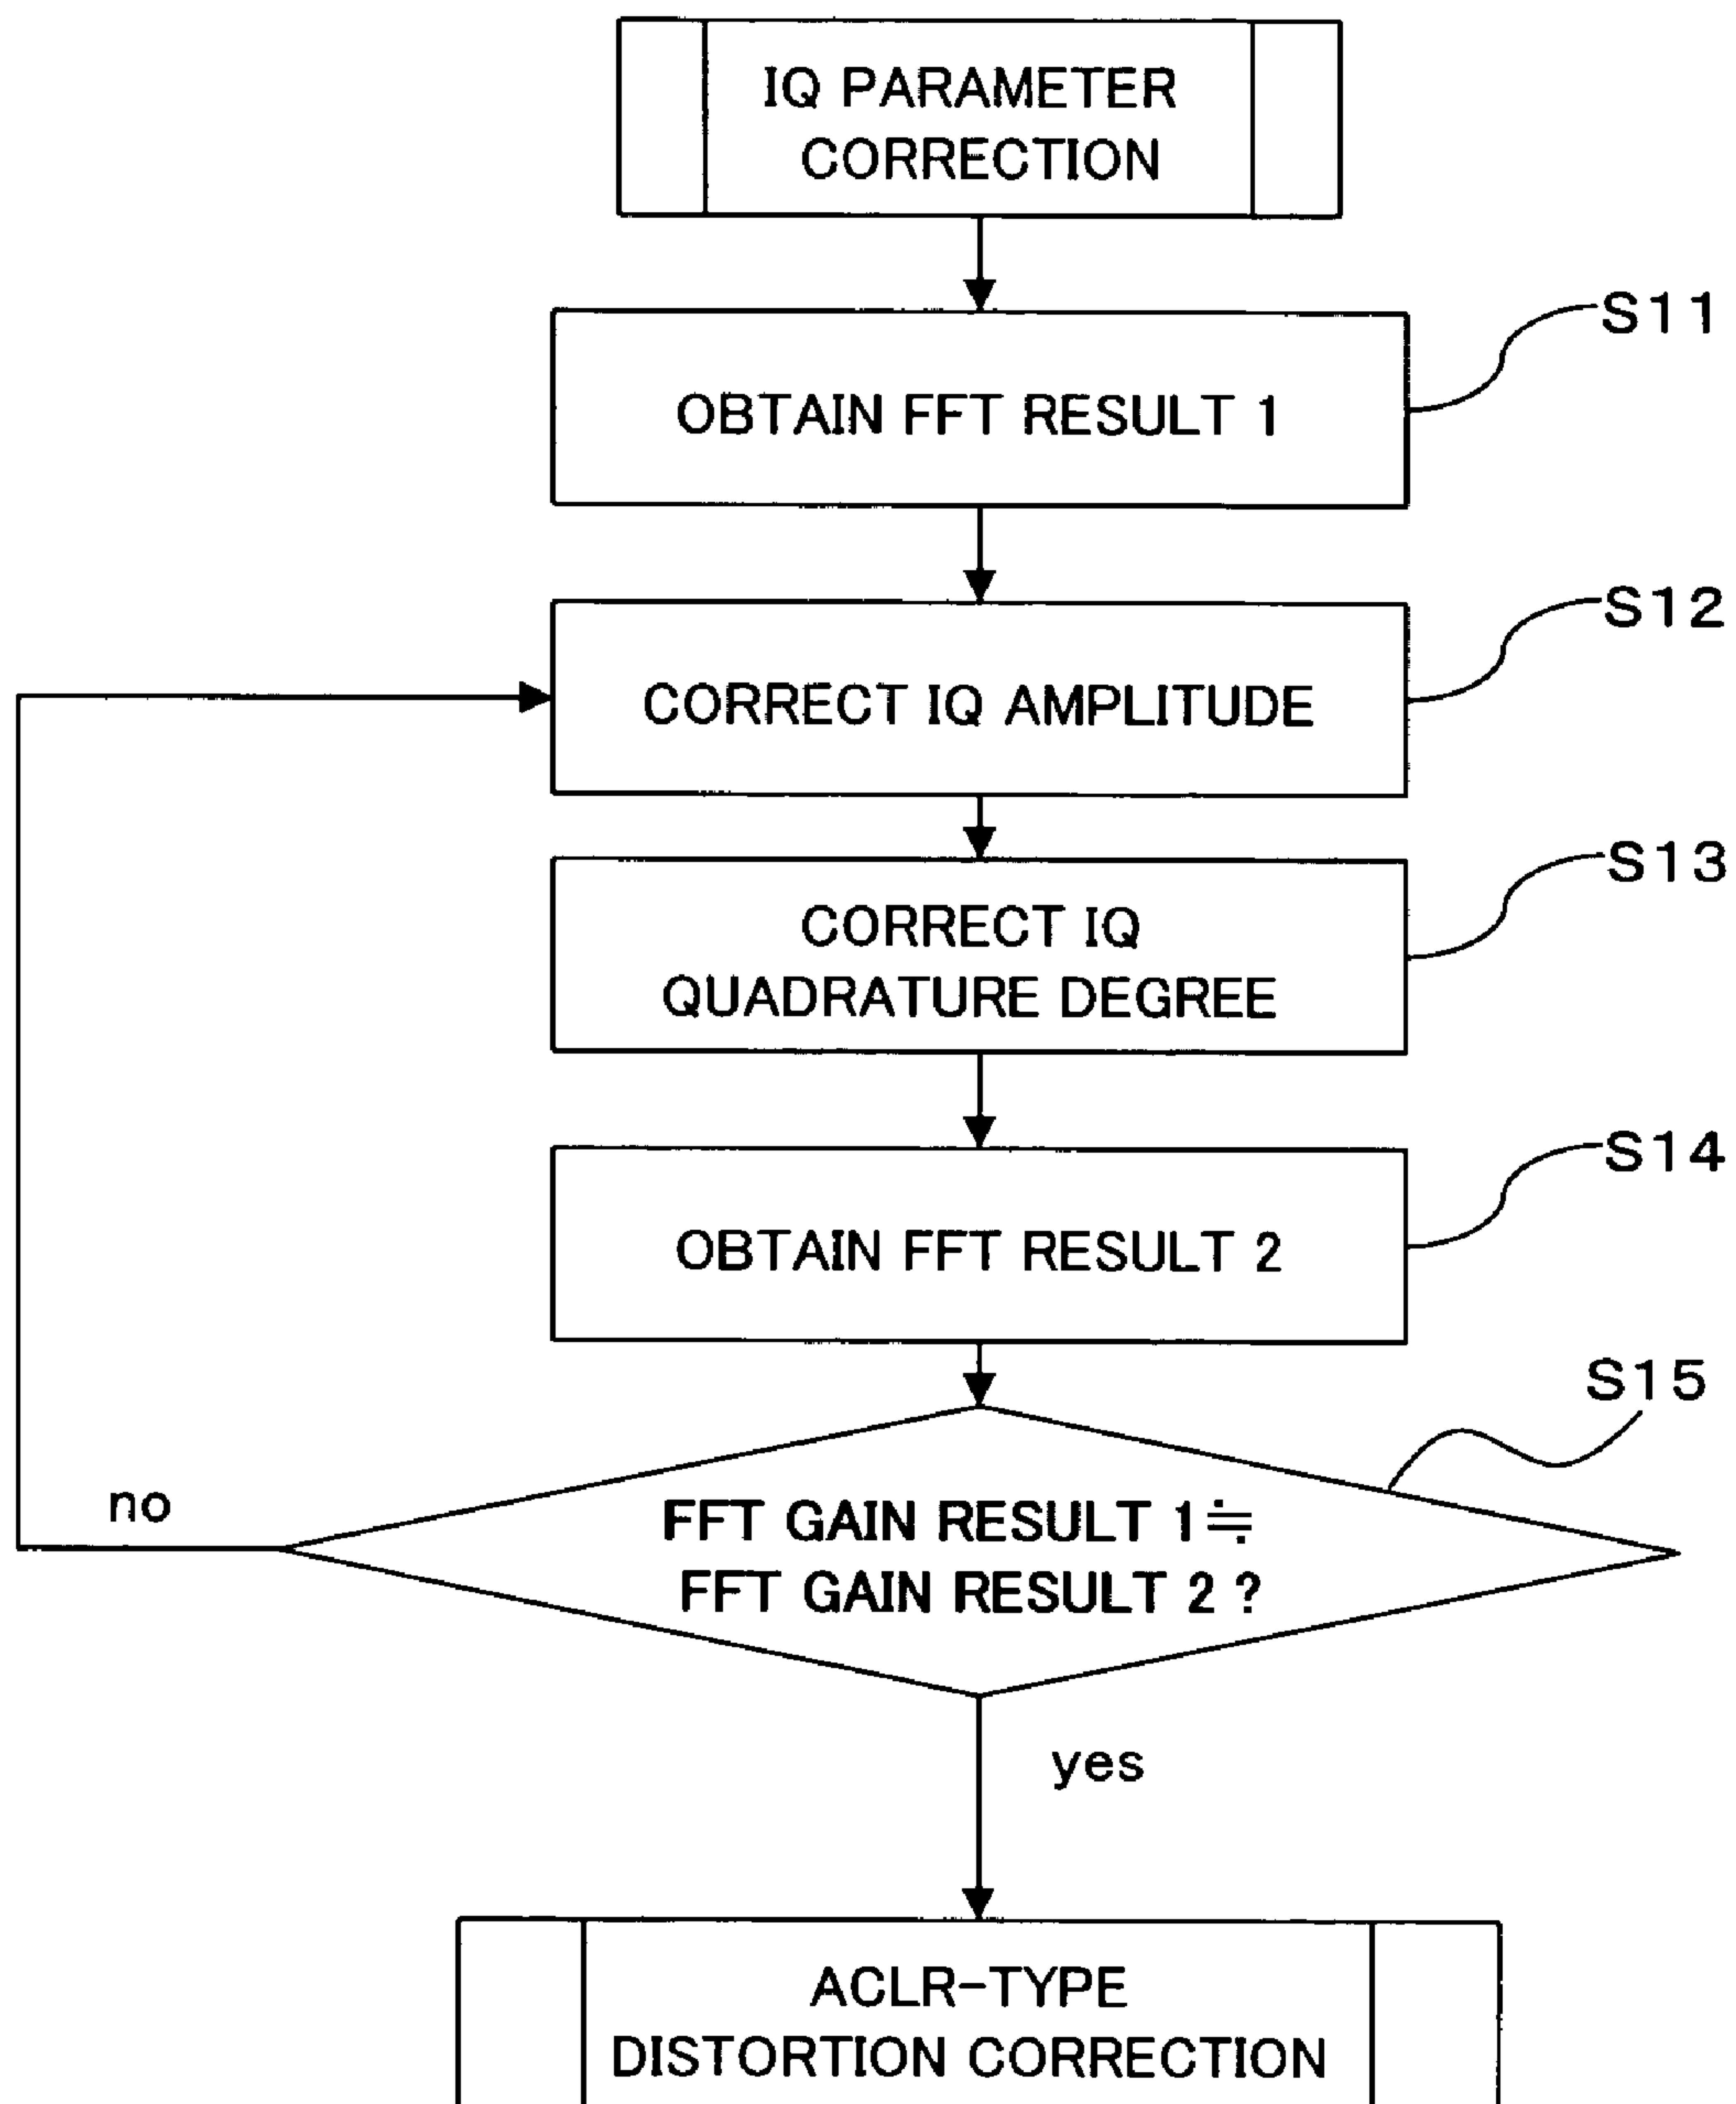 IQ PARAMETER
CORRECTION
S11
OBTAIN FFT RESULT 1
S12
CORRECT IQ AMPLITUDE
S13
CORRECT IQ
QUADRATURE DEGREE
S14
OBTAIN FFT RESULT 2
S15
no
FFT GAIN RESULT 1≒
FFT GAIN RESULT 2 ?
yes
ACLR-TYPE
DISTORTION CORRECTION